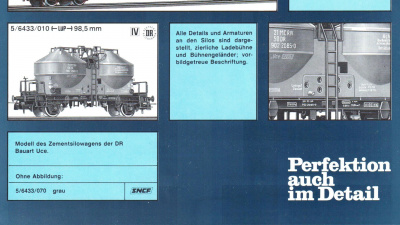 5/6433/010 ⊢LüP⊣ 98,5 mm
IV DR
Alle Details und Armaturen
an den Silos sind darge-
stellt, zierliche Ladebühne
und Bühnengeländer; vor-
bildgetreue Beschriftung.
Modell des Zementsilowagens der DR
Bauart Uce.
Ohne Abbildung:
5/6433/070 grau
SNCF
Perfektion
auch
im Detail